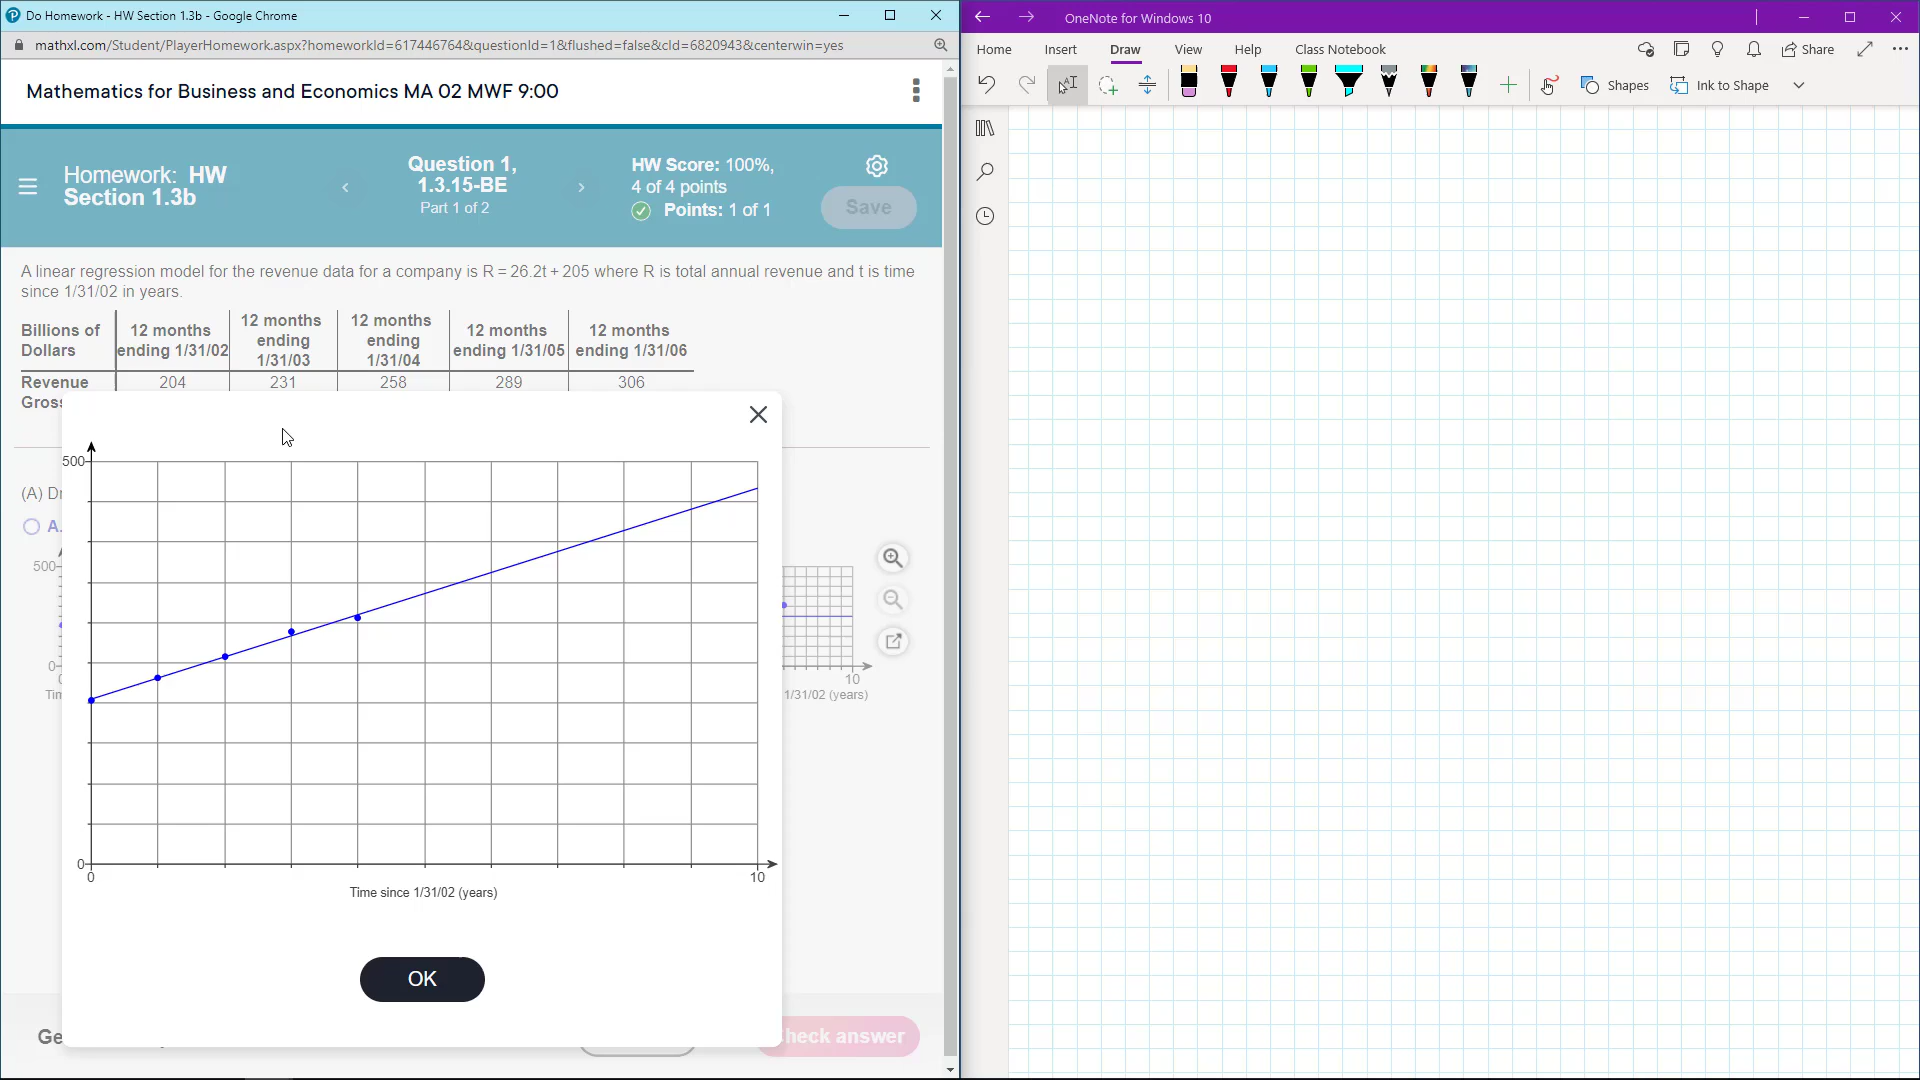 Do Homework - HW Section 1.3b - Google Chrome
mathxl.com/Student/PlayerHomework.aspx?homeworkId=617446764&questionId=1&flushed=false&cId=6820943&centerwin=yes
Mathematics for Business and Economics MA 02 MWF 9:00
Homework: HW
Section 1.3b
Question 1,
1.3.15-BE
Part 1 of 2
HW Score: 100%,
4 of 4 points
Points: 1 of 1
Save
A linear regression model for the revenue data for a company is R = 26.2t + 205 where R is total annual revenue and t is time
since 1/31/02 in years.
Billions of
Dollars
12 months
ending 1/31/02
12 months
ending
1/31/03
12 months
ending
1/31/04
12 months
ending 1/31/05
12 months
ending 1/31/06
Revenue
204
231
258
289
306
Gross
(A) Dr
A.
500
0
Tim
500
0
0
10
Time since 1/31/02 (years)
OK
10
1/31/02 (years)
Ge
heck answer
OneNote for Windows 10
Home
Insert
Draw
View
Help
Class Notebook
Share
Shapes
Ink to Shape